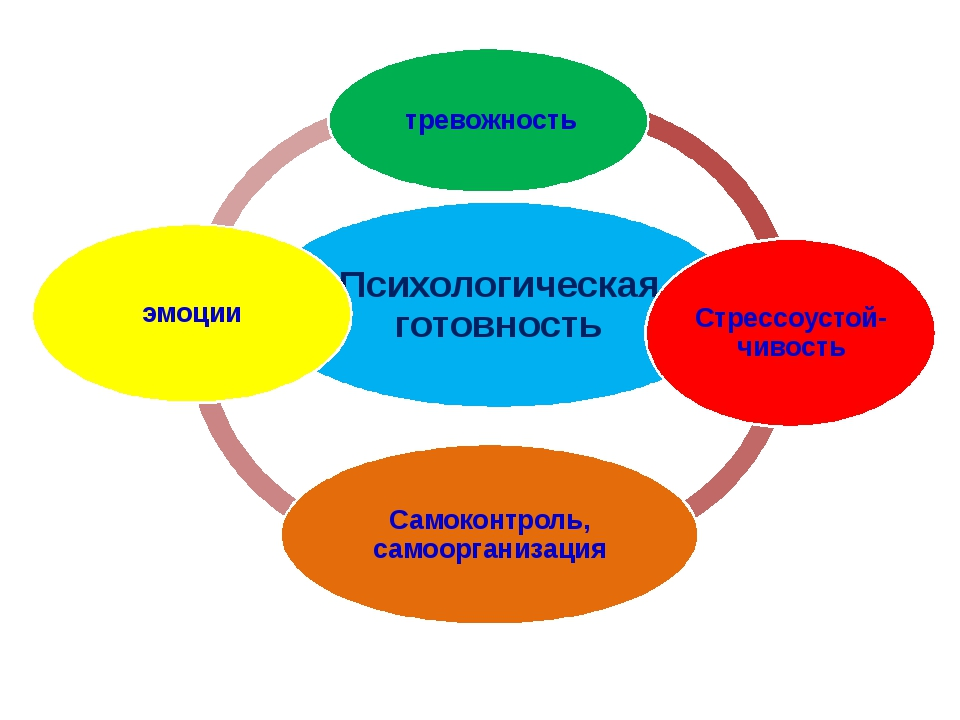 тревожность
Психологическая
готовность
эмоции
Стрессоустой-
чивость
Самоконтроль,
самоорганизация